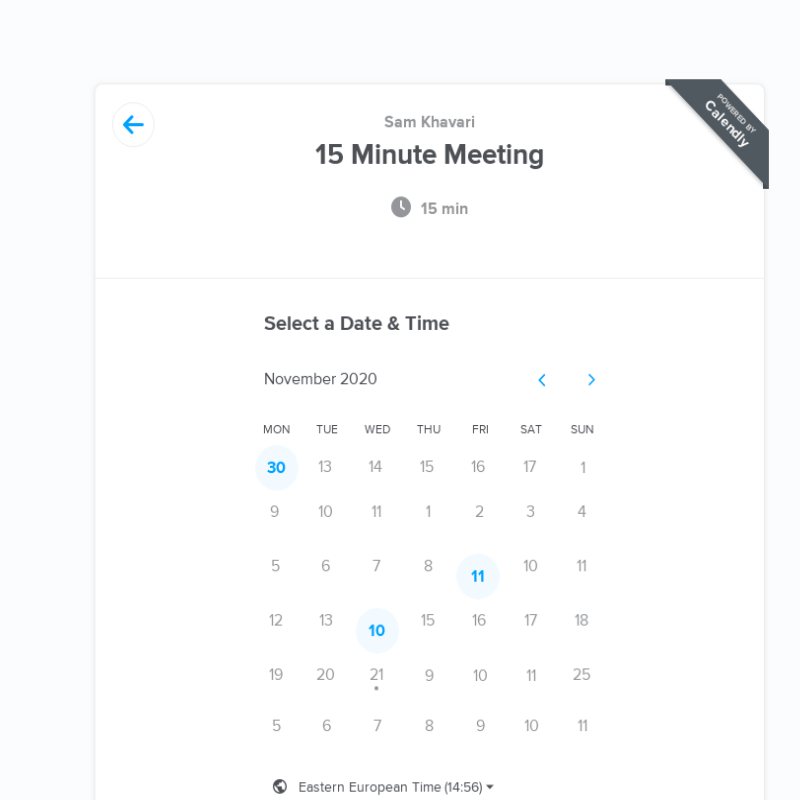 POWERED BY
Calendly
Sam Khavari
15 Minute Meeting
15 min
Select a Date & Time
November 2020
MON TUE WED THU FRI SAT SUN
30 13 14 15 16 17 1
9 10 11 1 2 3 4
5 6 7 8 11 10 11
12 13 10 15 16 17 18
19 20 21 9 10 11 25
5 6 7 8 9 10 11
Eastern European Time (14:56)